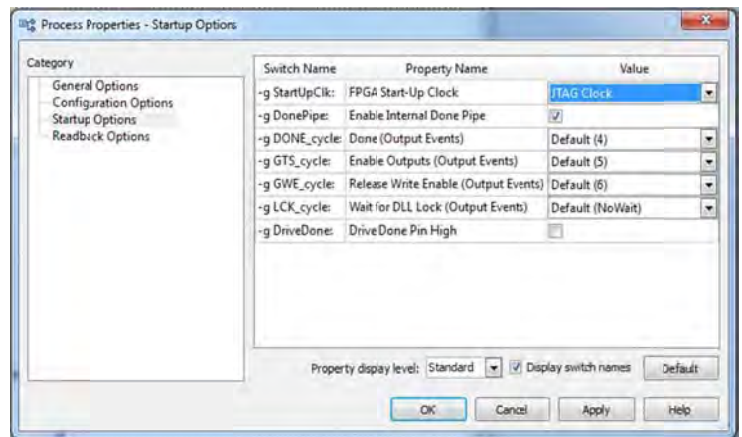 Process Properties - Startup Options
Category
General Options
Configuration Options
Startup Options
Readback Options
Switch Name Property Name Value
-g StartUpClk: FPGA Start-Up Clock JTAG Clock
-g DonePipe: Enable Internal Done Pipe
-g DONE_cycle: Done (Output Events) Default (4)
-g GTS_cycle: Enable Outputs (Output Events) Default (5)
-g GWE_cycle: Release Write Enable (Output Events) Default (6)
-g LCK_cycle: Wait for DLL Lock (Output Events) Default (NoWait)
-g DriveDone: Drive Done Pin High
Property display level: Standard Display switch names Default
OK Cancel Apply Help